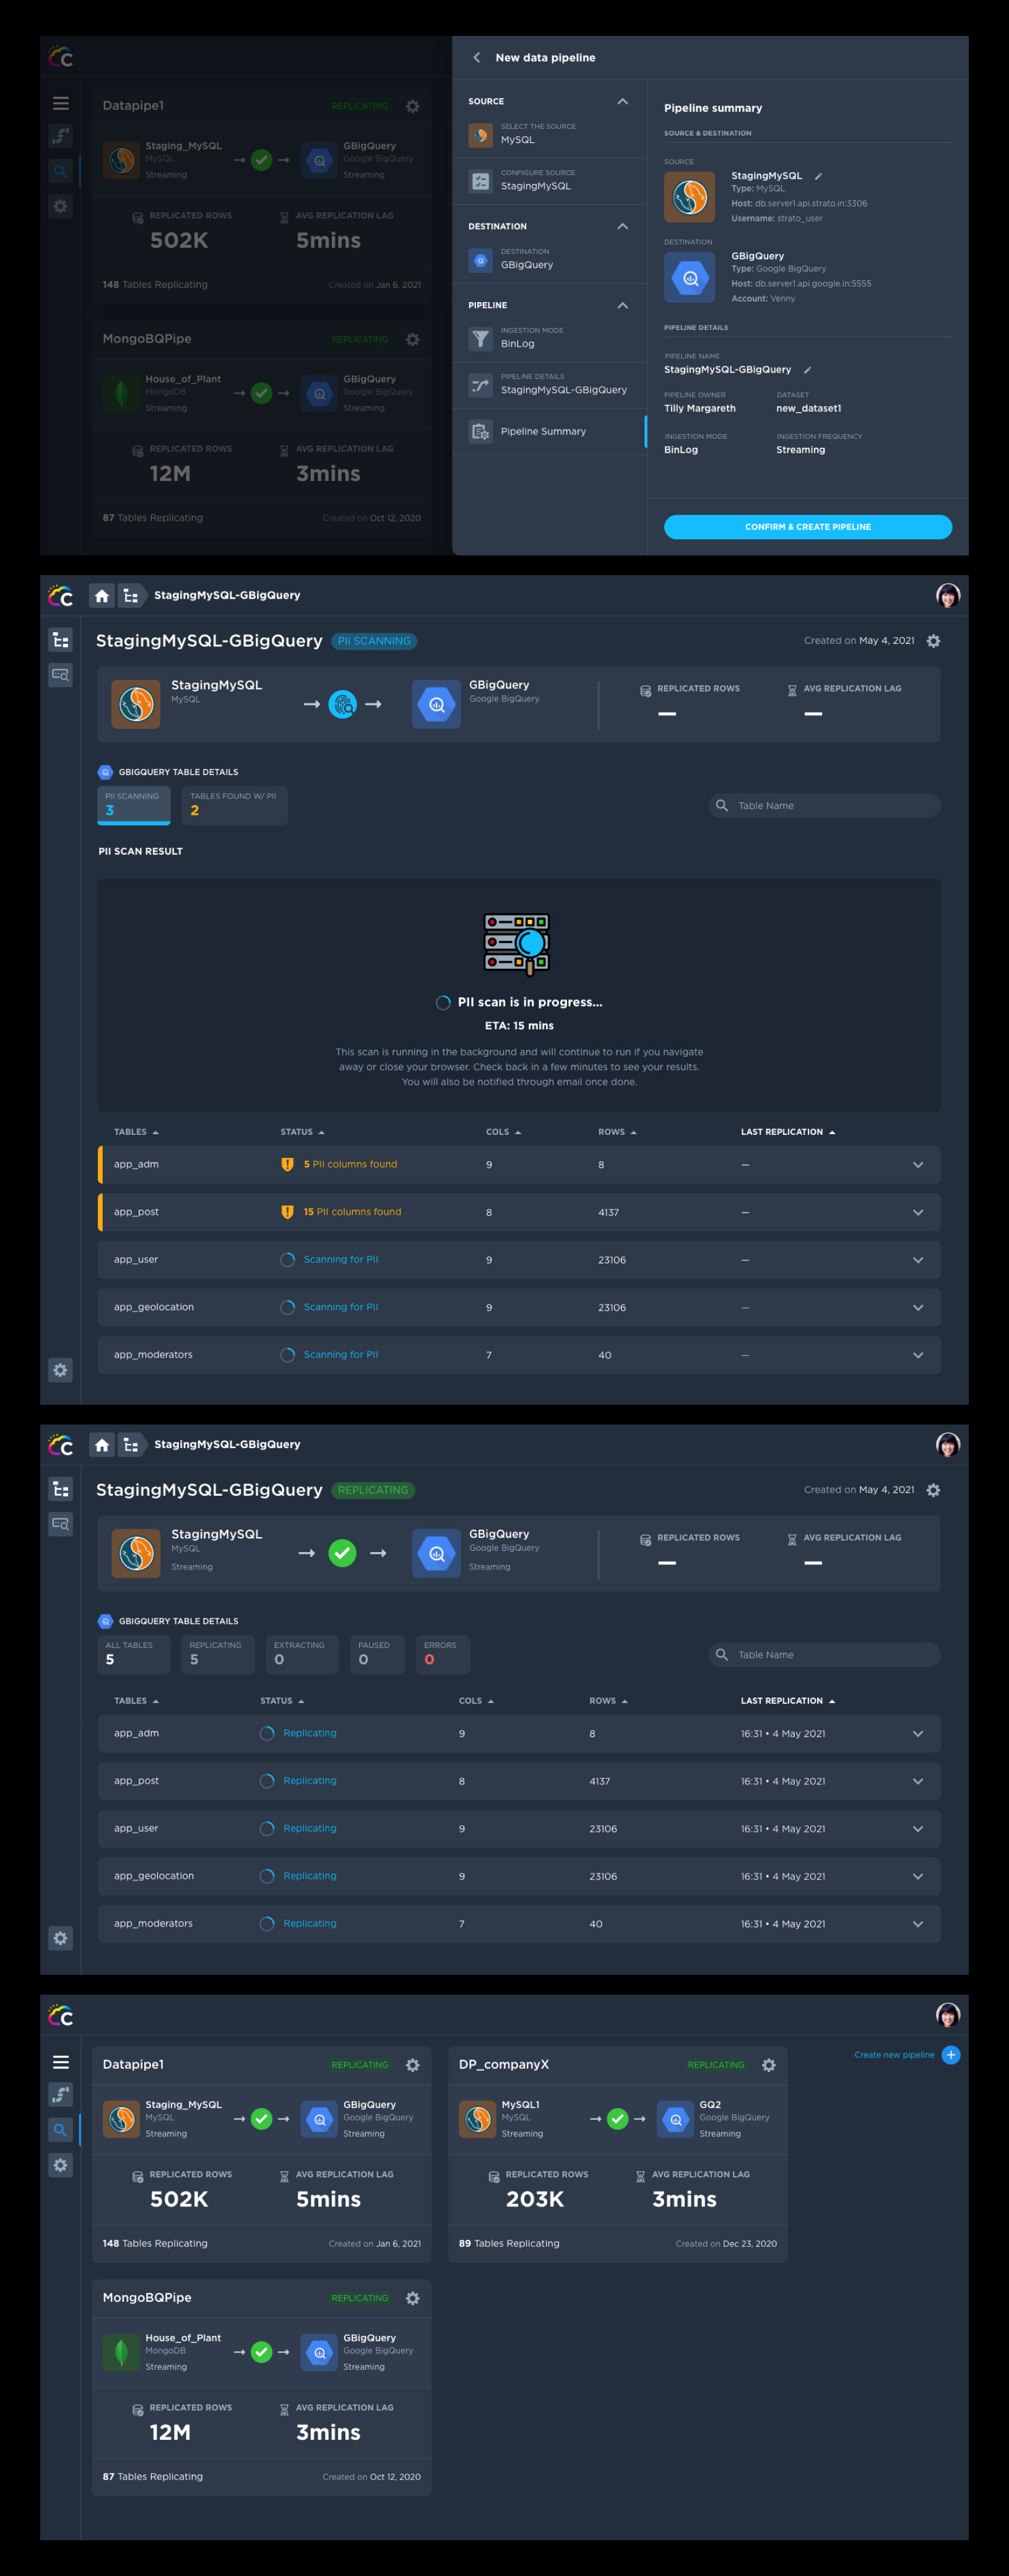 New data pipeline
Datapipe1
REPLICATING
Staging_MySQL
MySQL
Streaming
GBigQuery
Google BigQuery
Streaming
REPLICATED ROWS
502K
AVG REPLICATION LAG
5mins
148 Tables Replicating
Created on Jan 6, 2021
MongoBQPipe
REPLICATING
House_of_Plant
MongoDB
Streaming
GBigQuery
Google BigQuery
Streaming
REPLICATED ROWS
12M
AVG REPLICATION LAG
3mins
87 Tables Replicating
Created on Oct 12, 2020
SOURCE
SELECT THE SOURCE
MySQL
CONFIGURE SOURCE
StagingMySQL
DESTINATION
DESTINATION
GBigQuery
PIPELINE
INGESTION MODE
BinLog
PIPELINE DETAILS
StagingMySQL-GBigQuery
Pipeline Summary
Pipeline summary
SOURCE & DESTINATION
SOURCE
StagingMySQL
Type: MySQL
Host: db.server1.api.strato.in:3306
Username: strato_user
DESTINATION
GBigQuery
Type: Google BigQuery
Host: db.server1.api.google.in:5555
Account: Venny
PIPELINE DETAILS
PIPELINE NAME
StagingMySQL-GBigQuery
PIPELINE OWNER
Tilly Margareth
DATASET
new_dataset1
INGESTION MODE
BinLog
INGESTION FREQUENCY
Streaming
CONFIRM & CREATE PIPELINE
StagingMySQL-GBigQuery
StagingMySQL-GBigQuery PII SCANNING
Created on May 4, 2021
StagingMySQL
MySQL
GBigQuery
Google BigQuery
REPLICATED ROWS
—
AVG REPLICATION LAG
—
GBIGQUERY TABLE DETAILS
PII SCANNING
3
TABLES FOUND W/ PII
2
Table Name
PII SCAN RESULT
PII scan is in progress...
ETA: 15 mins
This scan is running in the background and will continue to run if you navigate
away or close your browser. Check back in a few minutes to see your results.
You will also be notified through email once done.
TABLES STATUS COLS ROWS LAST REPLICATION
app_adm 5 PII columns found 9 8 —
app_post 15 PII columns found 8 4137 —
app_user Scanning for PII 9 23106 —
app_geolocation Scanning for PII 9 23106 —
app_moderators Scanning for PII 7 40 —
StagingMySQL-GBigQuery
StagingMySQL-GBigQuery REPLICATING
Created on May 4, 2021
StagingMySQL
MySQL
Streaming
GBigQuery
Google BigQuery
Streaming
REPLICATED ROWS
—
AVG REPLICATION LAG
—
GBIGQUERY TABLE DETAILS
ALL TABLES
5
REPLICATING
5
EXTRACTING
0
PAUSED
0
ERRORS
0
Table Name
TABLES STATUS COLS ROWS LAST REPLICATION
app_adm Replicating 9 8 16:31 • 4 May 2021
app_post Replicating 8 4137 16:31 • 4 May 2021
app_user Replicating 9 23106 16:31 • 4 May 2021
app_geolocation Replicating 9 23106 16:31 • 4 May 2021
app_moderators Replicating 7 40 16:31 • 4 May 2021
Create new pipeline
Datapipe1
REPLICATING
Staging_MySQL
MySQL
Streaming
GBigQuery
Google BigQuery
Streaming
REPLICATED ROWS
502K
AVG REPLICATION LAG
5mins
148 Tables Replicating
Created on Jan 6, 2021
DP_companyX
REPLICATING
MySQL1
MySQL
Streaming
GQ2
Google BigQuery
Streaming
REPLICATED ROWS
203K
AVG REPLICATION LAG
3mins
89 Tables Replicating
Created on Dec 23, 2020
MongoBQPipe
REPLICATING
House_of_Plant
MongoDB
Streaming
GBigQuery
Google BigQuery
Streaming
REPLICATED ROWS
12M
AVG REPLICATION LAG
3mins
87 Tables Replicating
Created on Oct 12, 2020